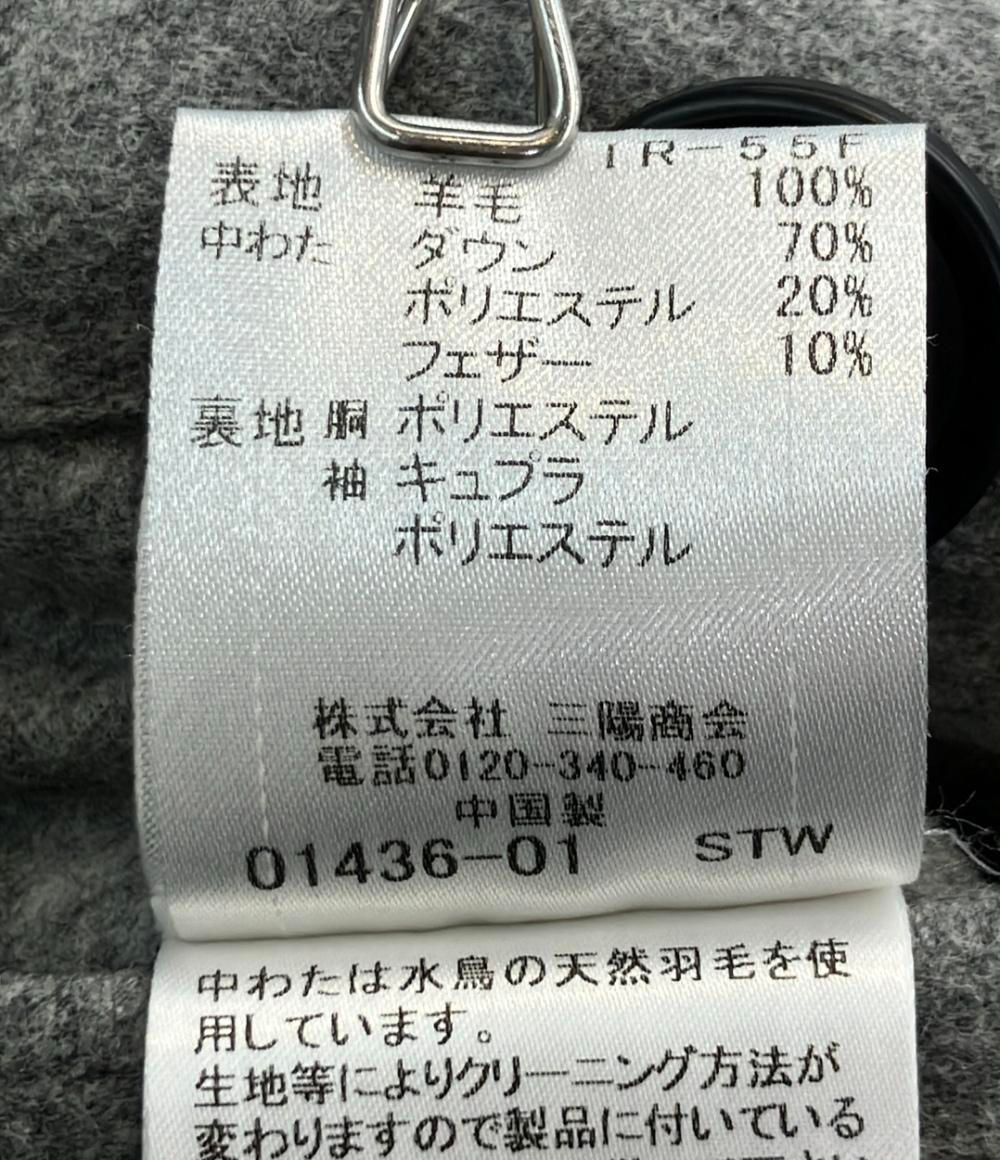 IR-55F
表地 羊毛 100%
中わた ダウン 70%
ポリエステル 20%
フェザー 10%
裏地 胴 ポリエステル
袖 キュプラ
ポリエステル
株式会社 三陽商会
電話0120-340-460
中国製
01436-01 STW
中わたは水鳥の天然羽毛を使
用しています。
生地等によりクリーニング方法が
変わりますので製品に付いている